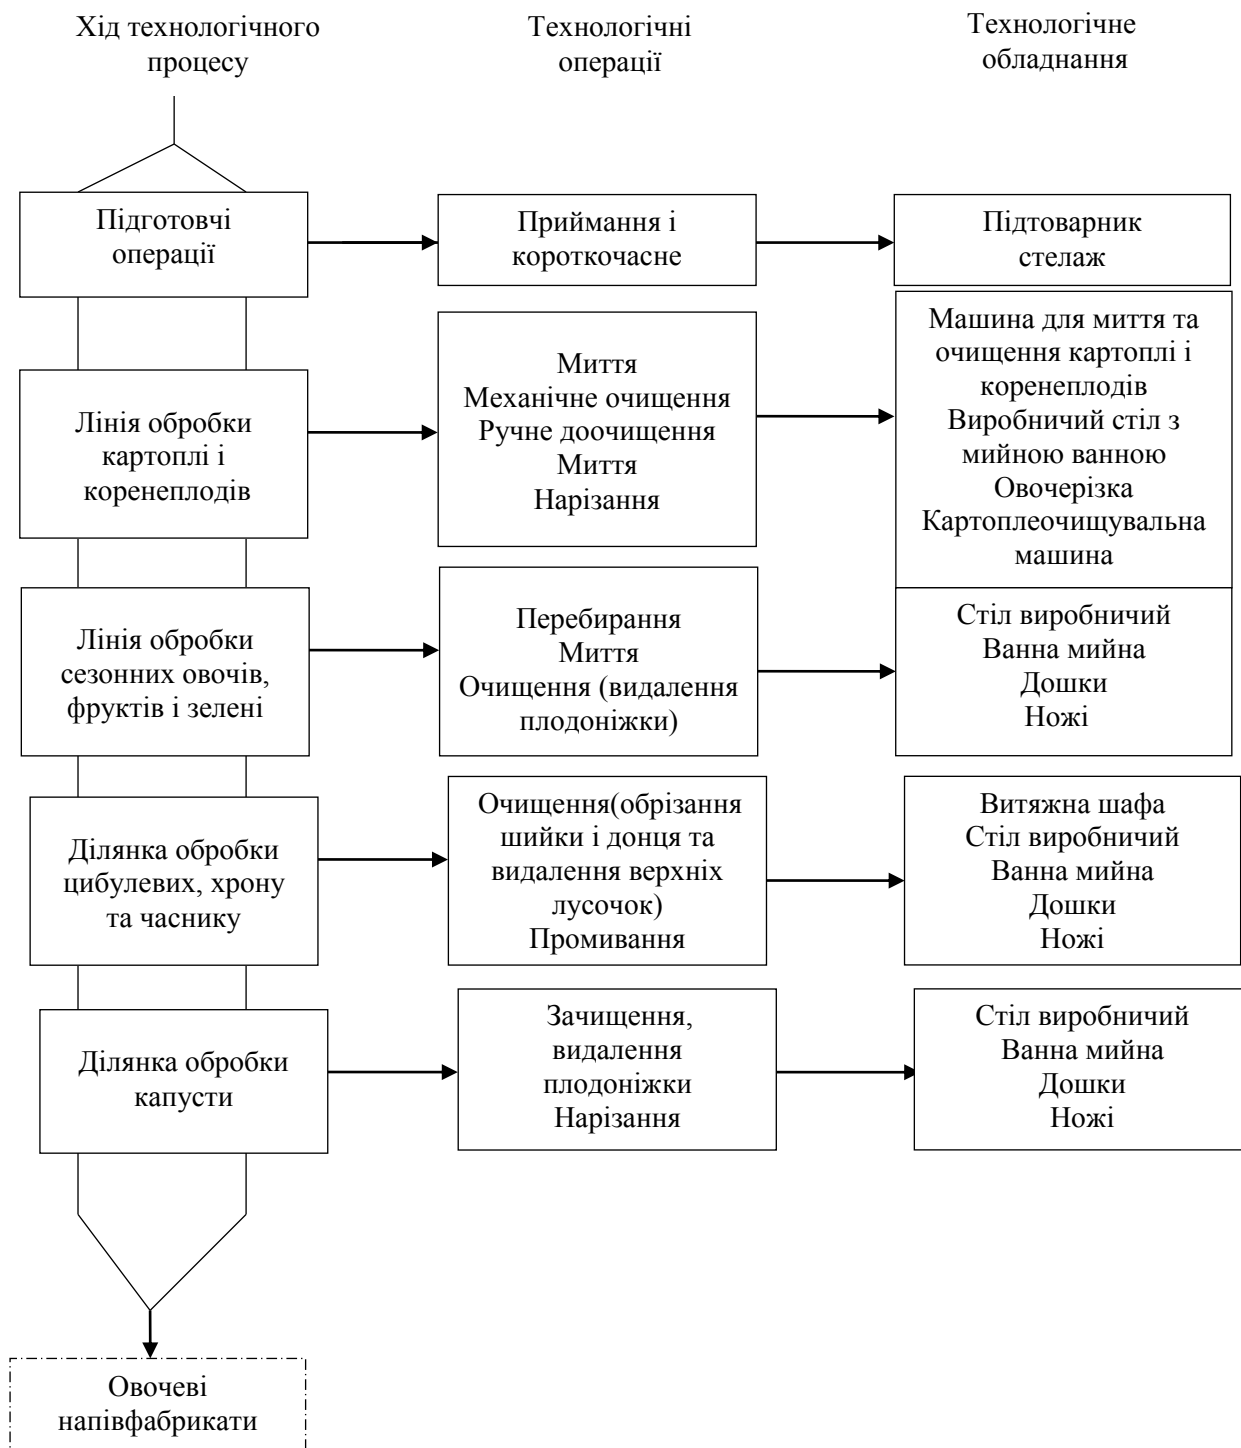 Хід технологічного
процесу
Технологічні
операції
Технологічне
обладнання
Підготовчі
операції
Приймання і
короткочасне
Підтоварник
стелаж
Лінія обробки
картоплі і
коренеплодів
Миття
Механічне очищення
Ручне доочищення
Миття
Нарізання
Машина для миття та
очищення картоплі і
коренеплодів
Виробничий стіл з
мийною ванною
Овочерізка
Картоплеочищувальна
машина
Лінія обробки
сезонних овочів,
фруктів і зелені
Перебирання
Миття
Очищення (видалення
плодоніжки)
Стіл виробничий
Ванна мийна
Дошки
Ножі
Ділянка обробки
цибулевих, хрону
та часнику
Очищення(обрізання
шийки і донця та
видалення верхніх
лусочок)
Промивання
Витяжна шафа
Стіл виробничий
Ванна мийна
Дошки
Ножі
Ділянка обробки
капусти
Зачищення,
видалення
плодоніжки
Нарізання
Стіл виробничий
Ванна мийна
Дошки
Ножі
Овочеві
напівфабрикати